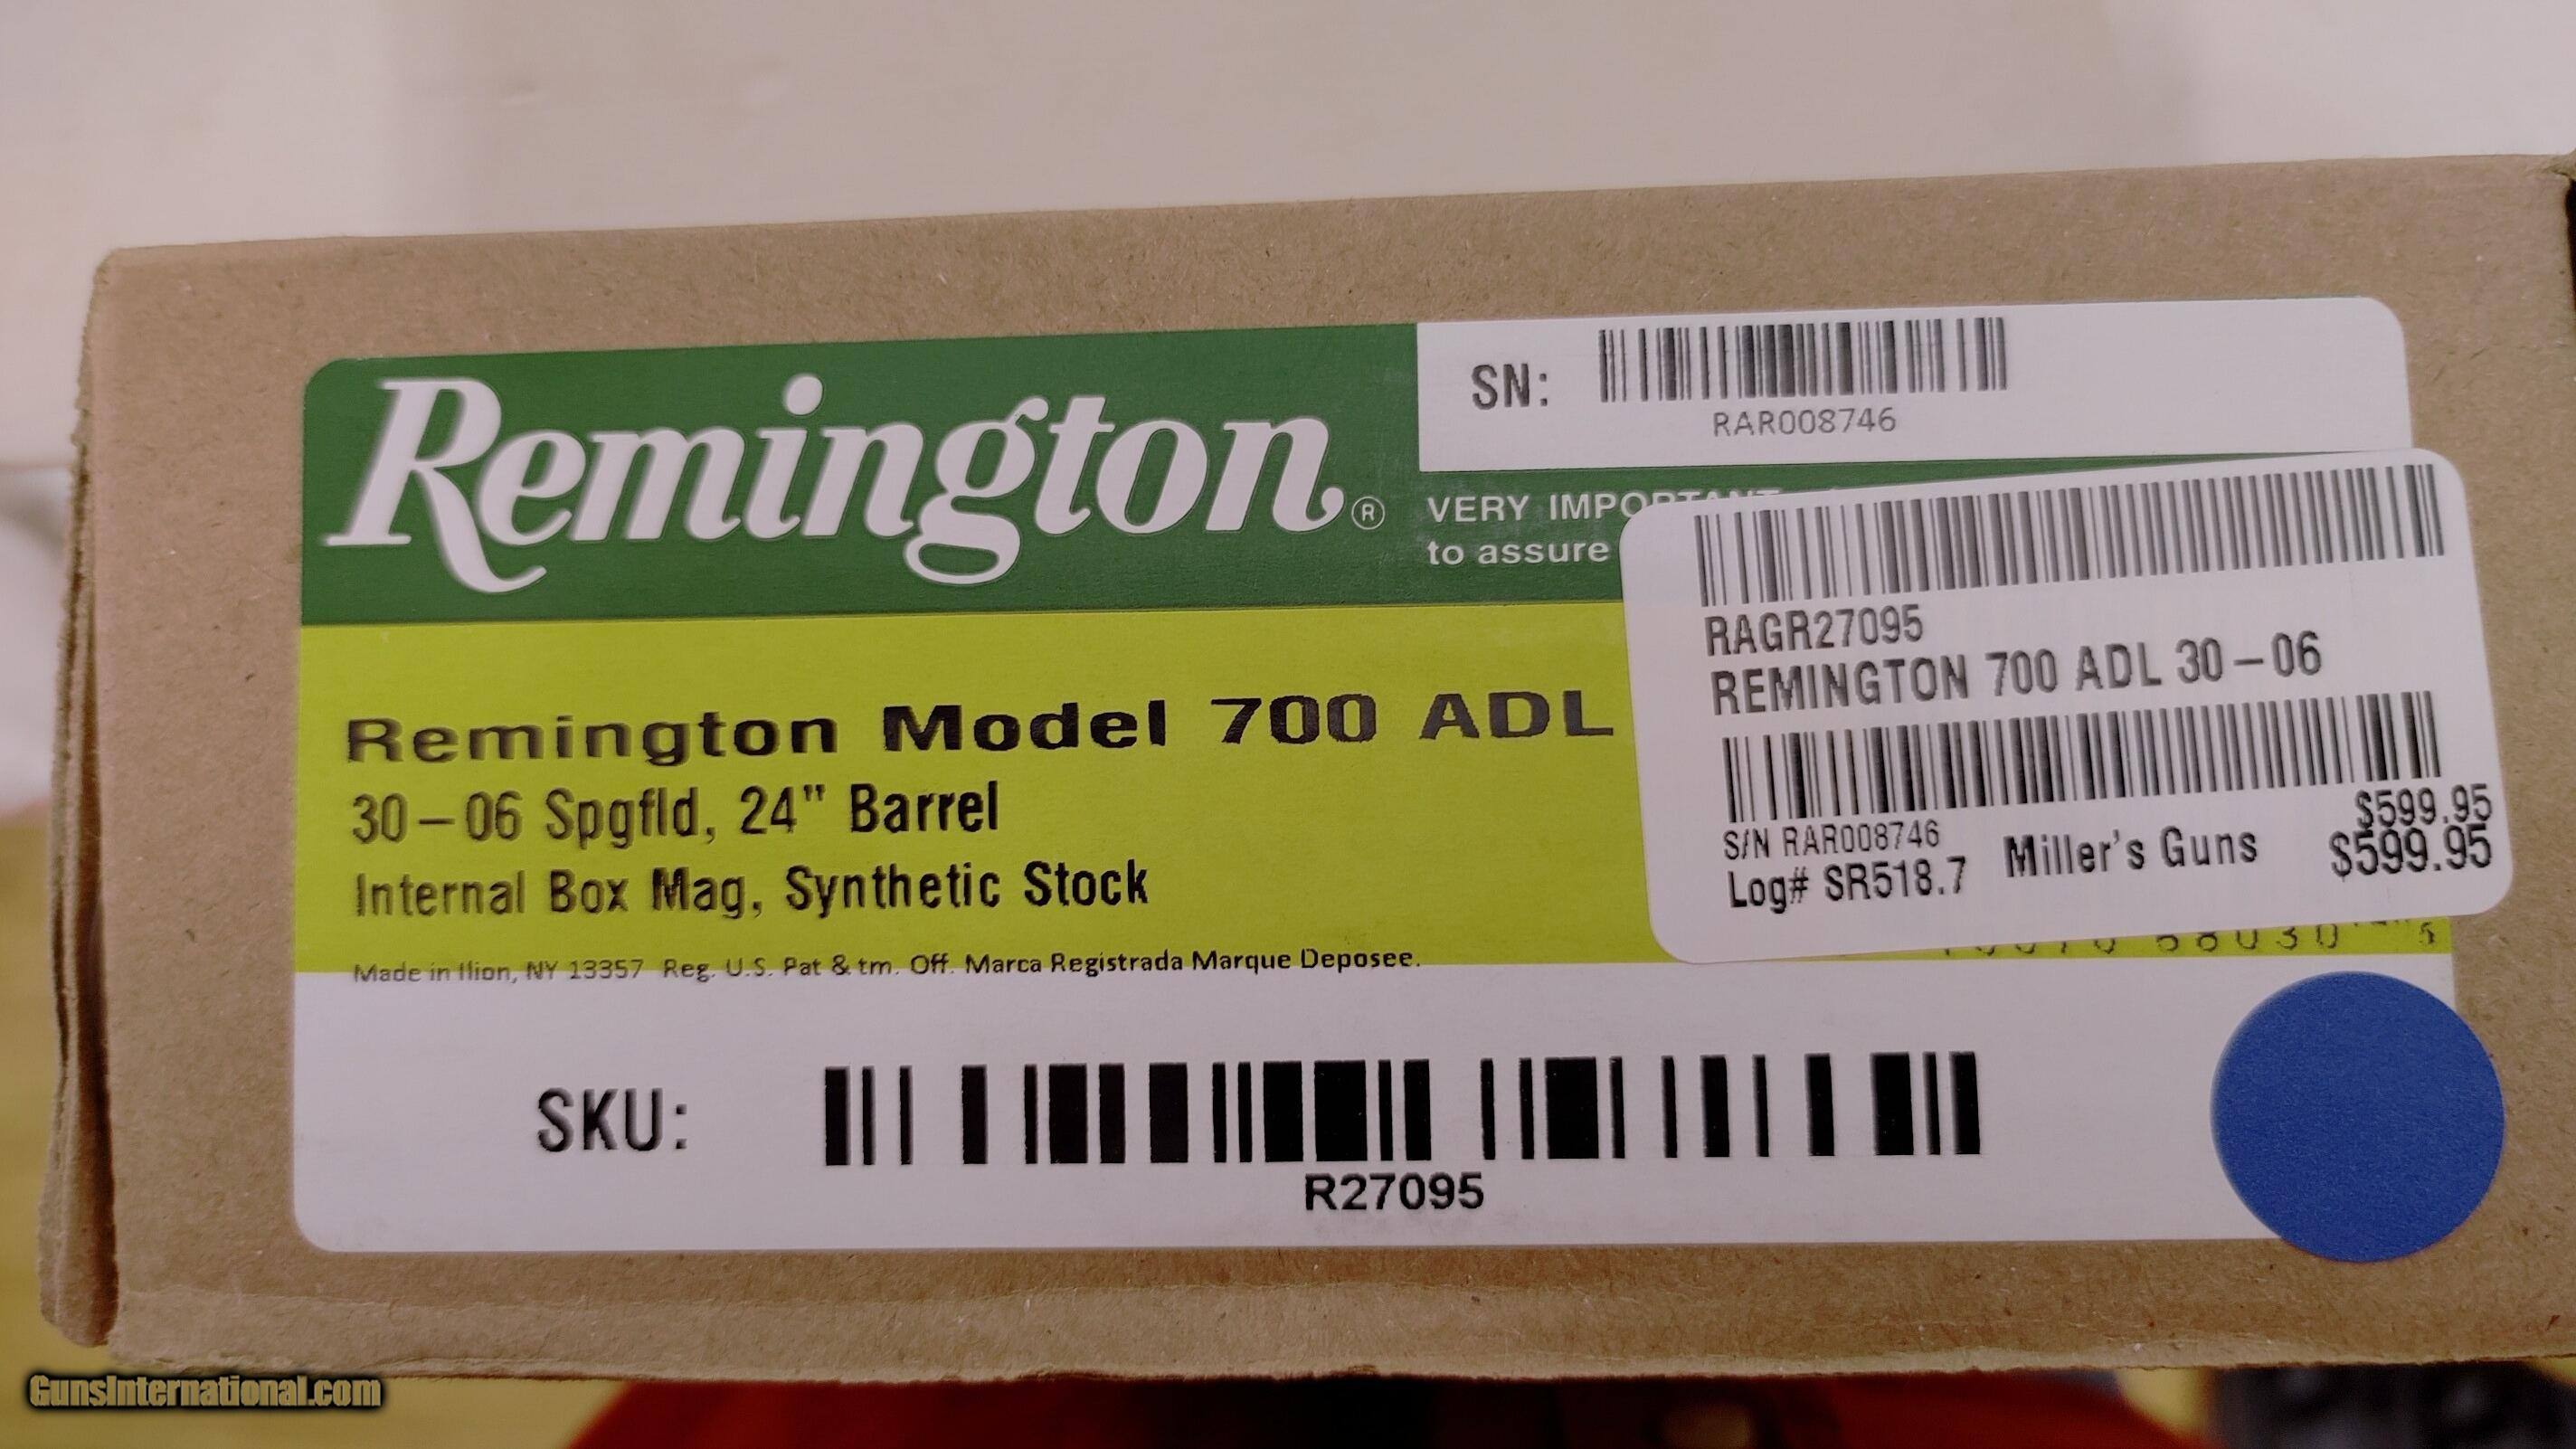 Remington®
SN:
RAR008746
VERY IMPORTANT
to assure
RAGR27095
REMINGTON 700 ADL 30-06
$599.95
S/N RAR008746
Log# SR518.7 Miller's Guns $599.95
Remington Model 700 ADL
30-06 Spgfld, 24" Barrel
Internal Box Mag, Synthetic Stock
Made in Ilion, NY 13357 Reg. U.S. Pat & tm. Off. Marca Registrada Marque Deposee.
SKU:
R27095
GunsInternational.com